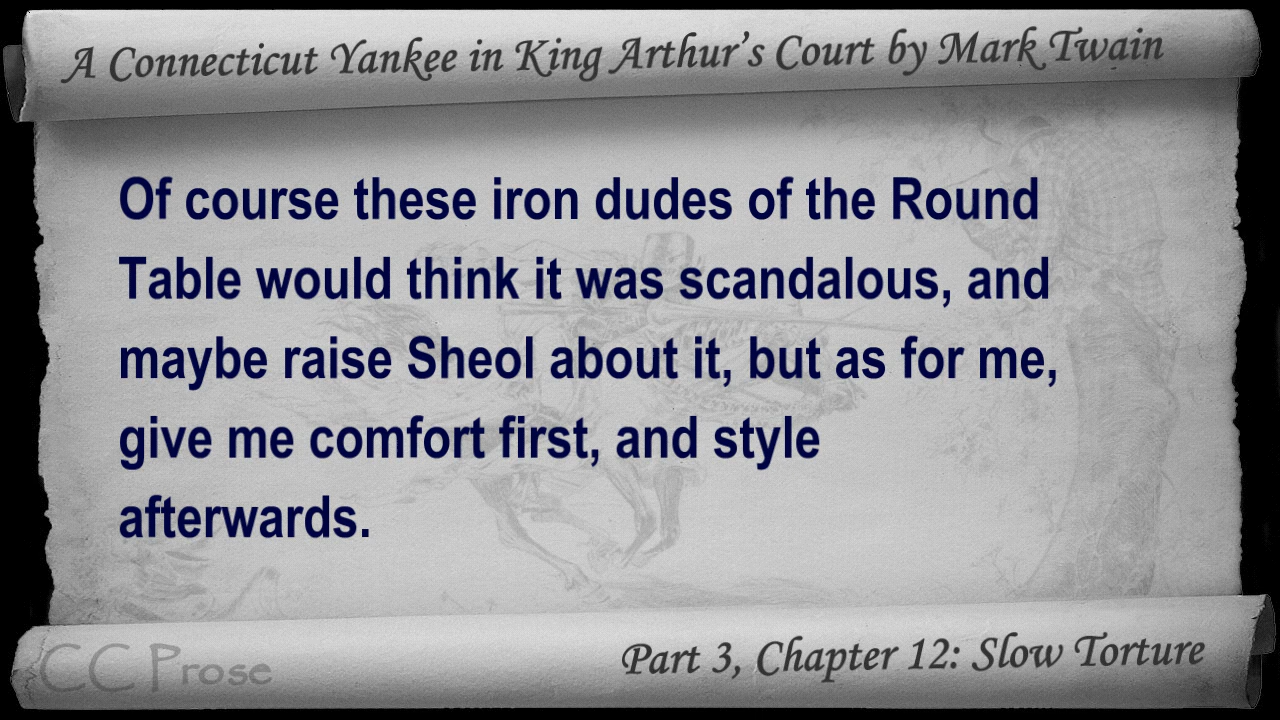 A Connecticut Yankee in King Arthur's Court by Mark Twain
Of course these iron dudes of the Round
Table would think it was scandalous, and
maybe raise Sheol about it, but as for me,
give me comfort first, and style
afterwards.
CC Prose
Part 3, Chapter 12: Slow Torture